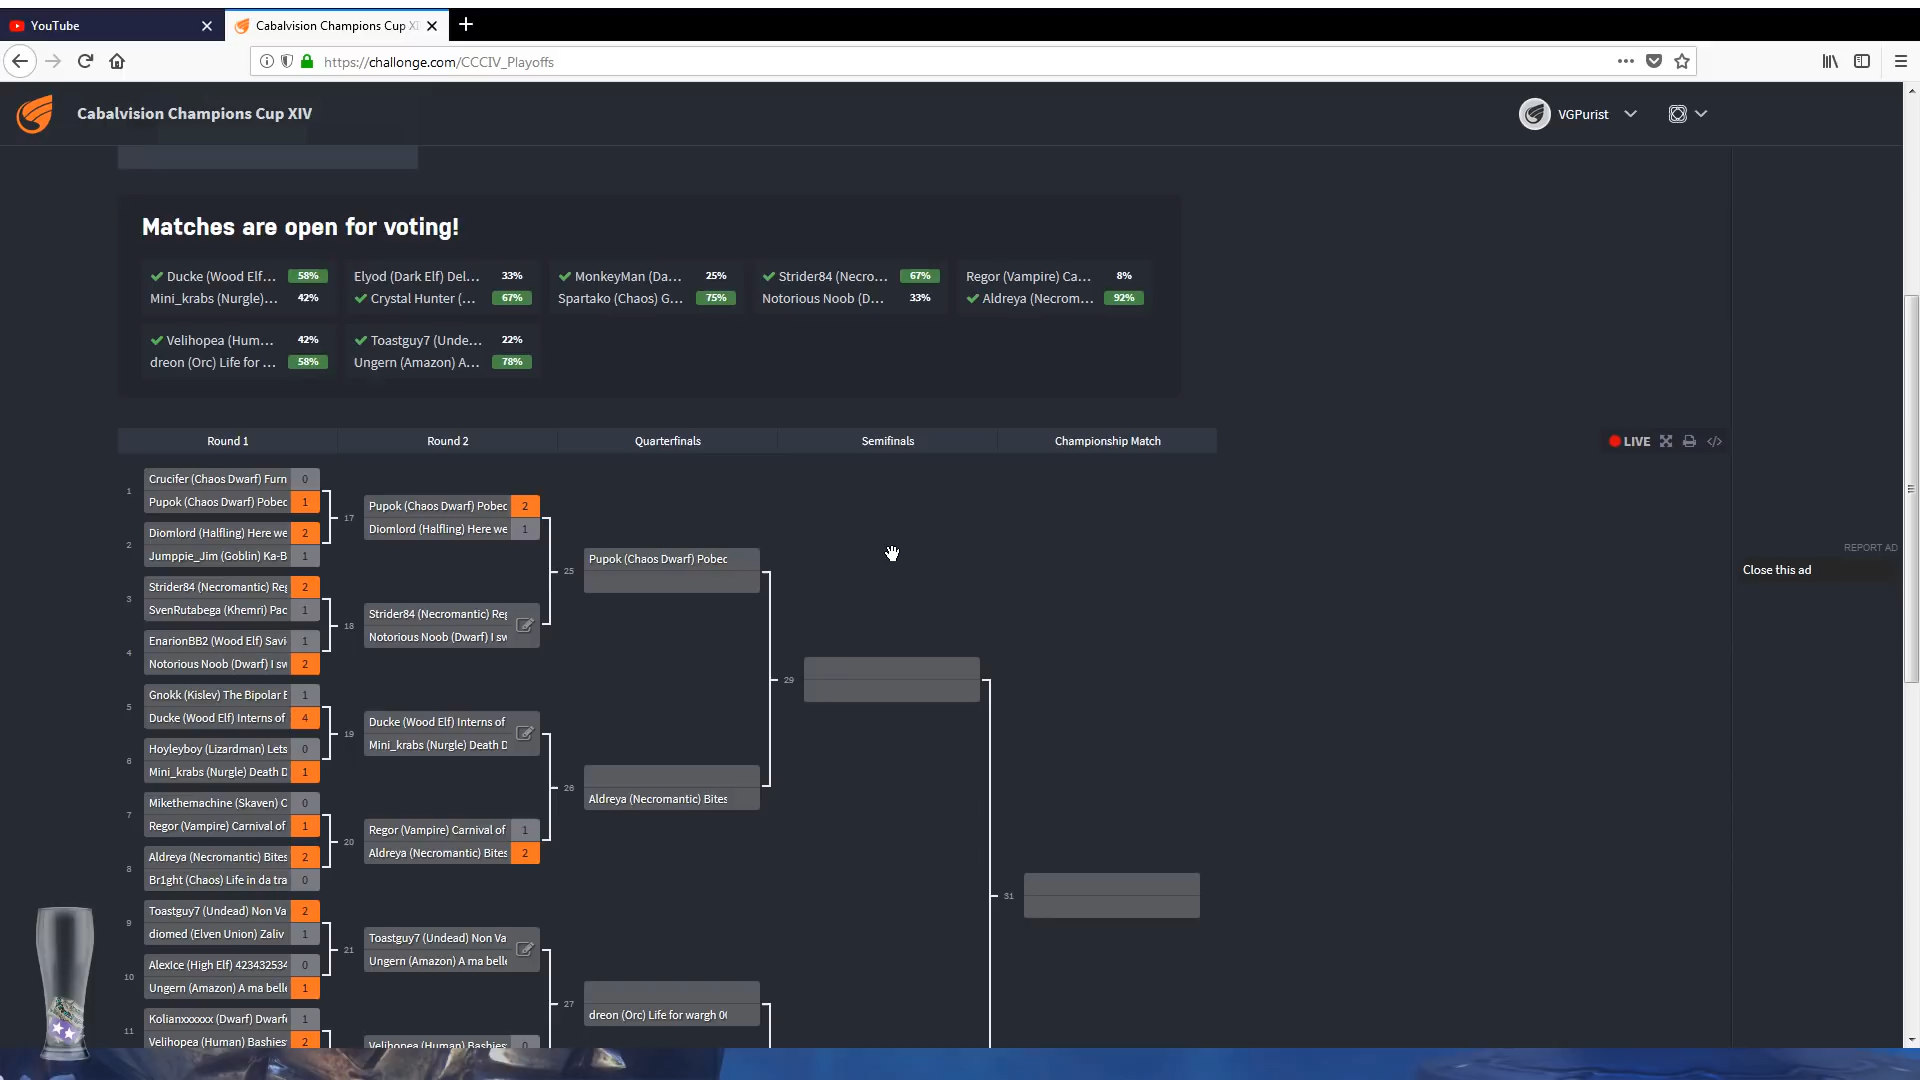 YouTube
Cabalvision Champions Cup XI
https://challonge.com/CCCIV_Playoffs
Cabalvision Champions Cup XIV
VGPurist
Matches are open for voting!
Ducke (Wood Elf... 58%
Mini_krabs (Nurgle)... 42%
Elyod (Dark Elf) Del... 33%
Crystal Hunter (... 67%
MonkeyMan (Da... 25%
Spartako (Chaos) G... 75%
Strider84 (Necro... 67%
Notorious Noob (D... 33%
Regor (Vampire) Ca... 8%
Aldreya (Necrom... 92%
Velihopea (Hum... 42%
dreon (Orc) Life for ... 58%
Toastguy7 (Unde... 22%
Ungern (Amazon) A... 78%
Round 1 Round 2 Quarterfinals Semifinals Championship Match
LIVE
1
Crucifer (Chaos Dwarf) Furn 0
Pupok (Chaos Dwarf) Pobec 1
2
Diomlord (Halfling) Here we 2
Jumppie_Jim (Goblin) Ka-B 1
3
Strider84 (Necromantic) Reg 2
SvenRutabega (Khemri) Pac 1
4
EnarionBB2 (Wood Elf) Savi 1
Notorious Noob (Dwarf) I sw 2
5
Gnokk (Kislev) The Bipolar B 1
Ducke (Wood Elf) Interns of 4
6
Hoyleyboy (Lizardman) Lets 0
Mini_krabs (Nurgle) Death D 1
7
Mikethemachine (Skaven) C 0
Regor (Vampire) Carnival of 1
8
Aldreya (Necromantic) Bites 2
Br1ght (Chaos) Life in da tra 0
9
Toastguy7 (Undead) Non Va 2
diomed (Elven Union) Zaliv 1
10
AlexIce (High Elf) 423432534 0
Ungern (Amazon) A ma belle 1
11
Kolianxxxxxx (Dwarf) Dwarfe 1
Velihopea (Human) Bashies 2
17
Pupok (Chaos Dwarf) Pobec 2
Diomlord (Halfling) Here we 1
18
Strider84 (Necromantic) Reg
Notorious Noob (Dwarf) I sw
19
Ducke (Wood Elf) Interns of
Mini_krabs (Nurgle) Death D
20
Regor (Vampire) Carnival of 1
Aldreya (Necromantic) Bites 2
21
Toastguy7 (Undead) Non Va
Ungern (Amazon) A ma belle
Velihopea (Human) Bashies 0
25
Pupok (Chaos Dwarf) Pobec
26
Aldreya (Necromantic) Bites
27
dreon (Orc) Life for wargh 0
29
31
REPORT AD
Close this ad